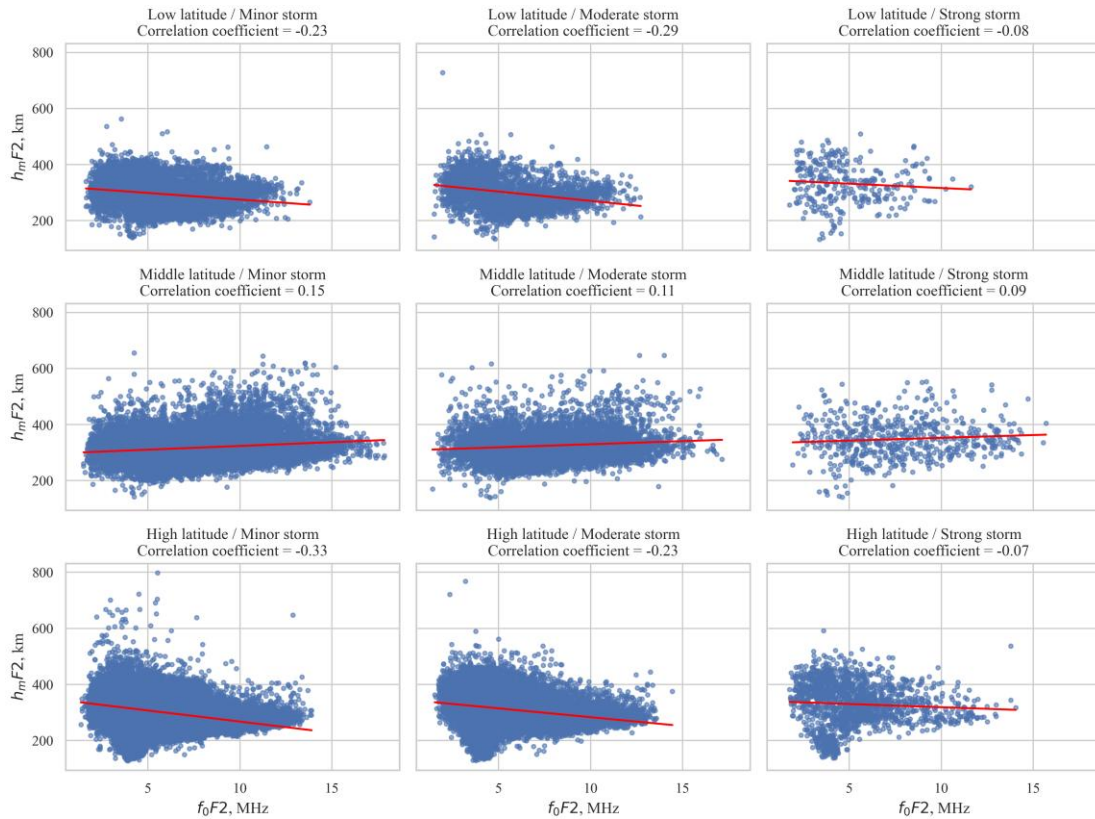 Low latitude / Minor storm
Correlation coefficient = -0.23
Low latitude / Moderate storm
Correlation coefficient = -0.29
Low latitude / Strong storm
Correlation coefficient = -0.08
800
600
400
200
hmF2, km
Middle latitude / Minor storm
Correlation coefficient = 0.15
Middle latitude / Moderate storm
Correlation coefficient = 0.11
Middle latitude / Strong storm
Correlation coefficient = 0.09
800
600
400
200
hmF2, km
High latitude / Minor storm
Correlation coefficient = -0.33
High latitude / Moderate storm
Correlation coefficient = -0.23
High latitude / Strong storm
Correlation coefficient = -0.07
800
600
400
200
hmF2, km
5 10 15
5 10 15
5 10 15
f0F2, MHz
f0F2, MHz
f0F2, MHz